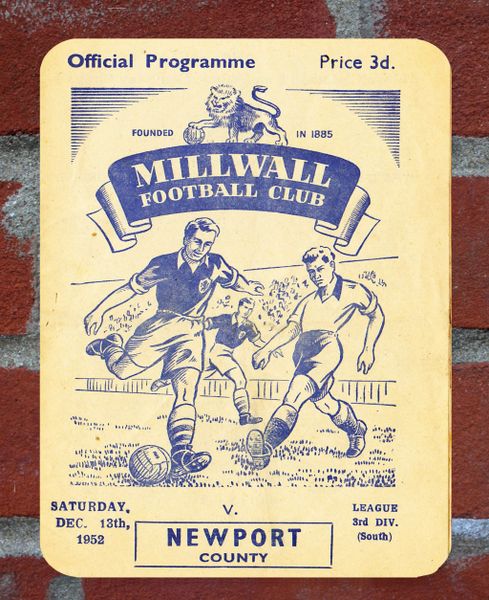 Official Programme Price 3d.
FOUNDED IN 1885
MILLWALL
FOOTBALL CLUB
SATURDAY,
DEC. 13th,
1952
V.
NEWPORT
COUNTY
LEAGUE
3rd DIV.
(South)